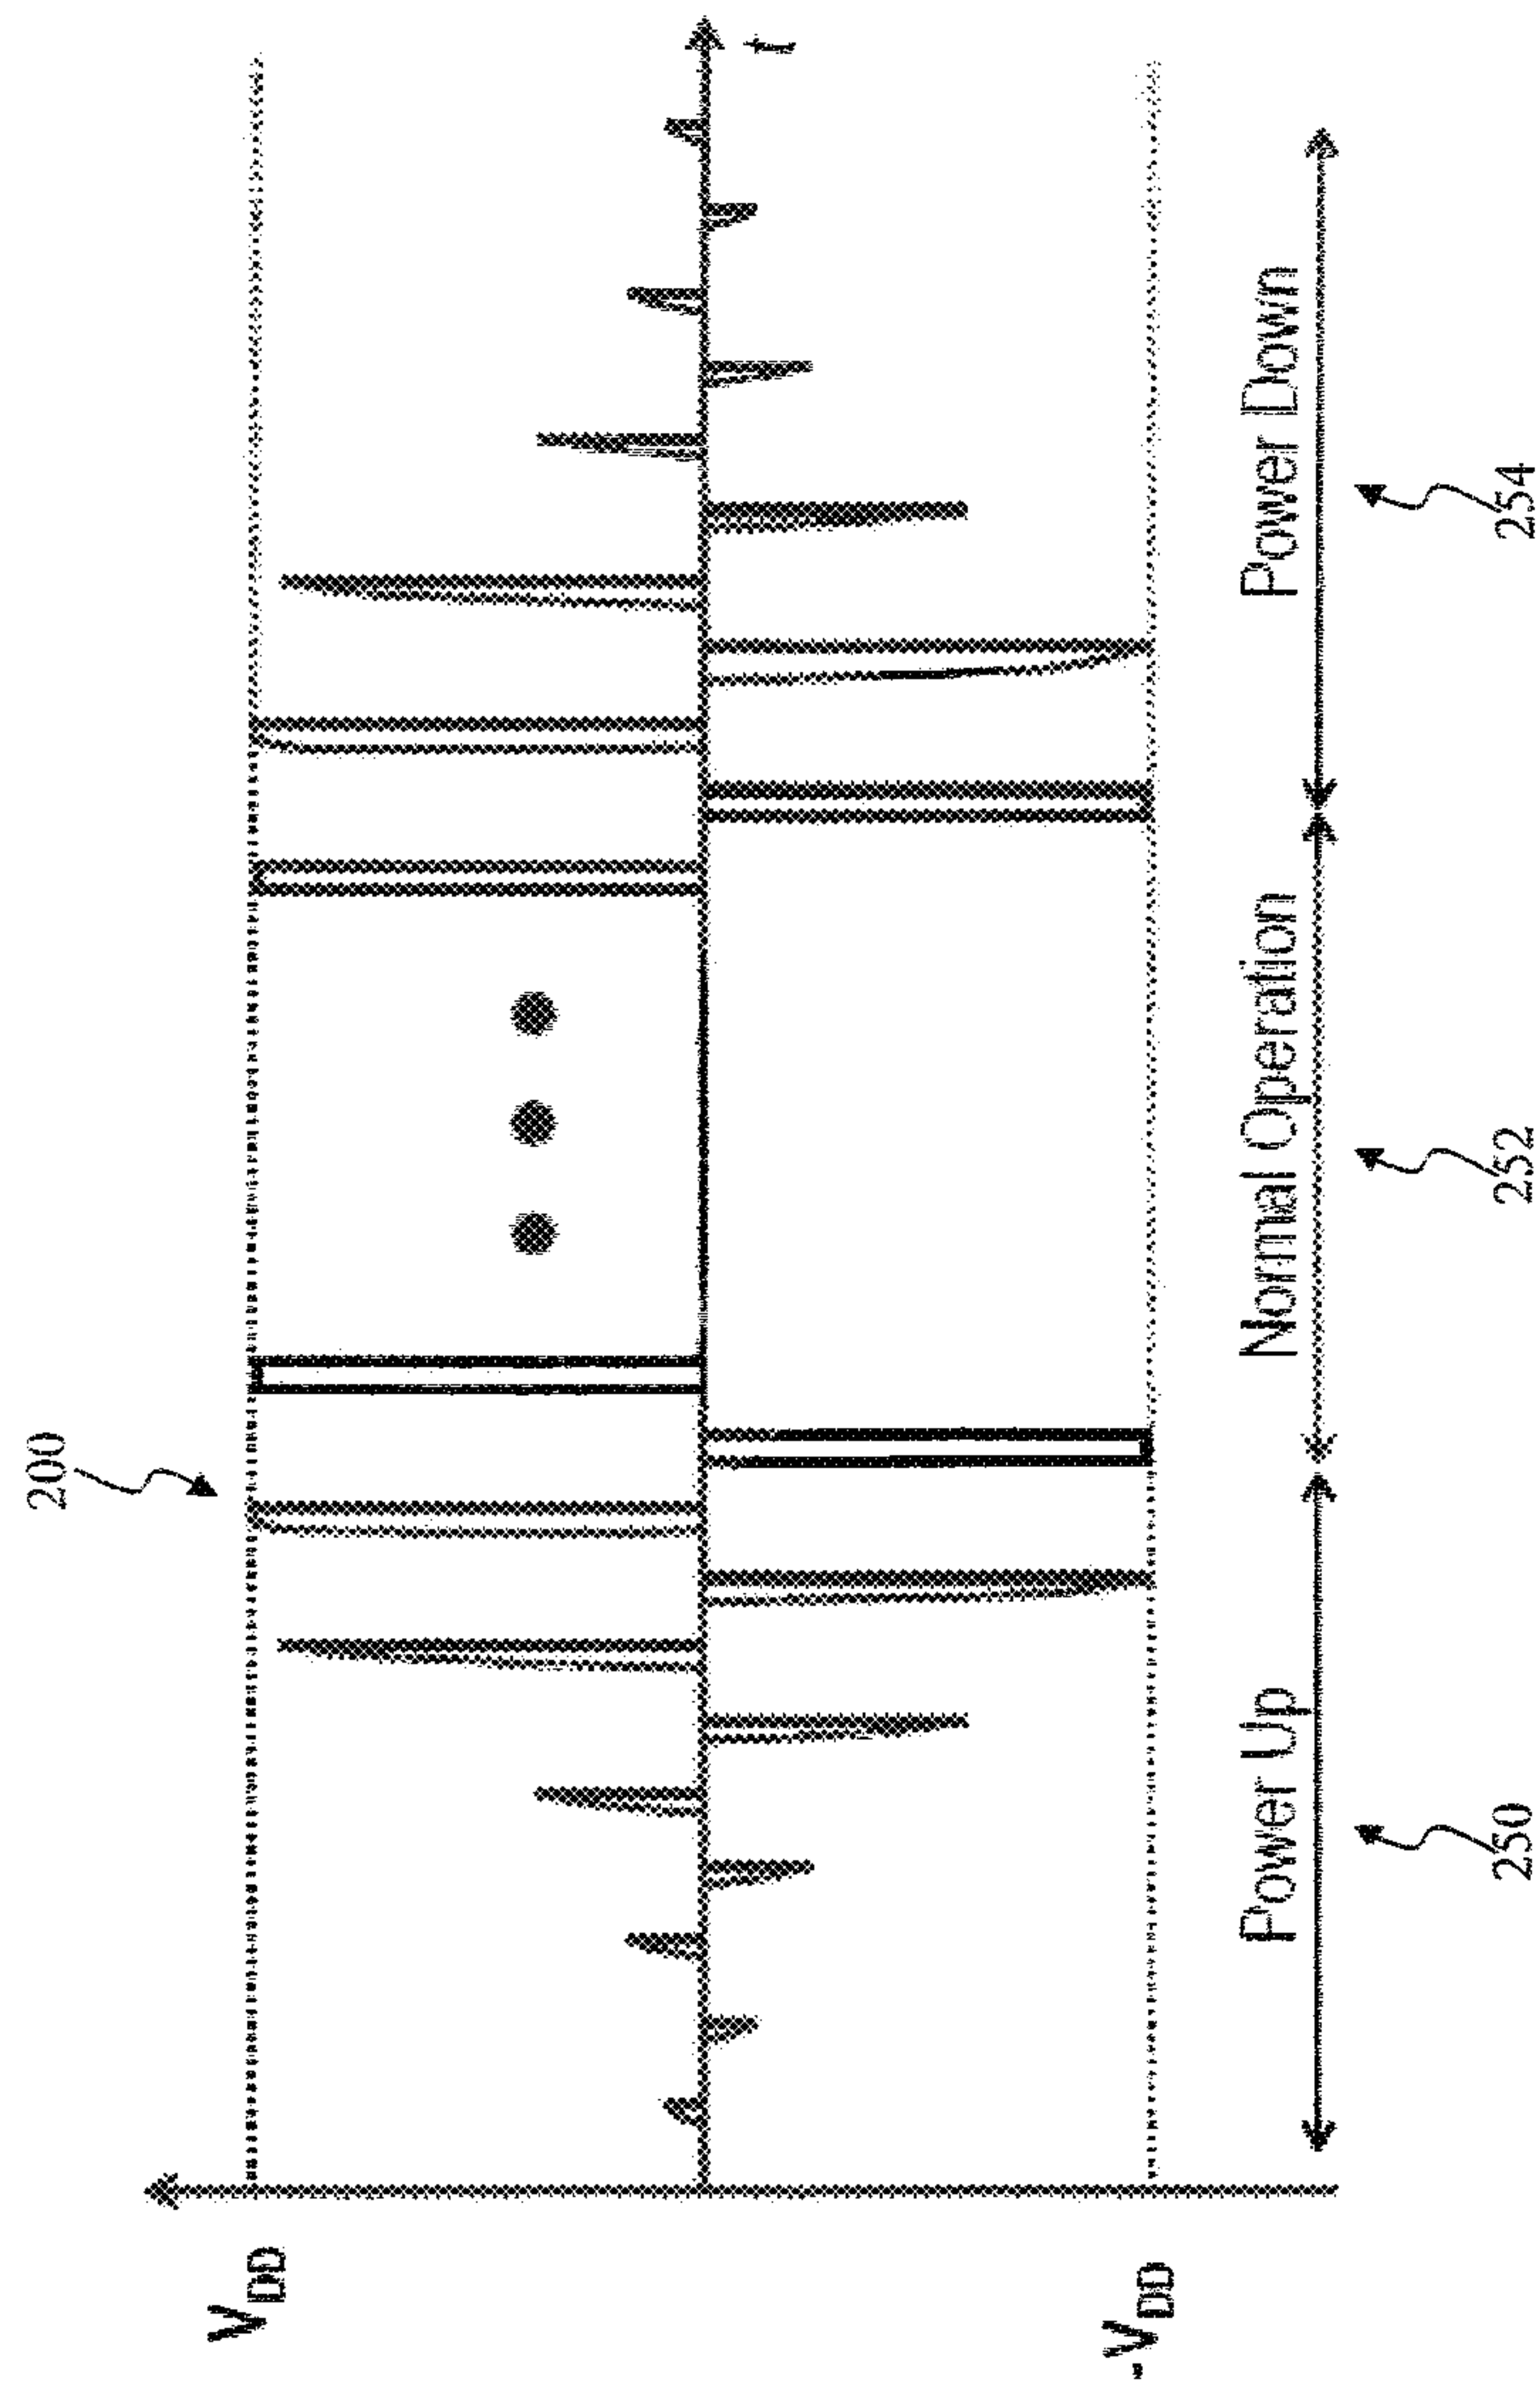 200
V_DD
t
-V_DD
Power Up
Normal Operation
Power Down
250
252
254